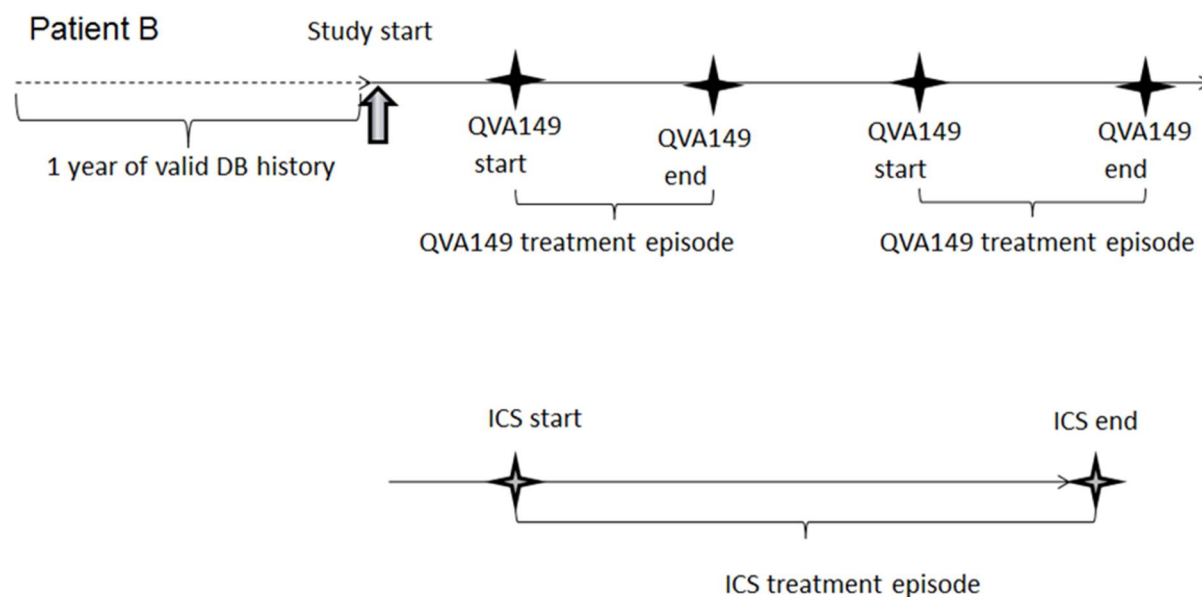 Patient B
Study start
1 year of valid DB history
QVA149
start
QVA149
end
QVA149
start
QVA149
end
QVA149 treatment episode
QVA149 treatment episode
ICS start
ICS end
ICS treatment episode